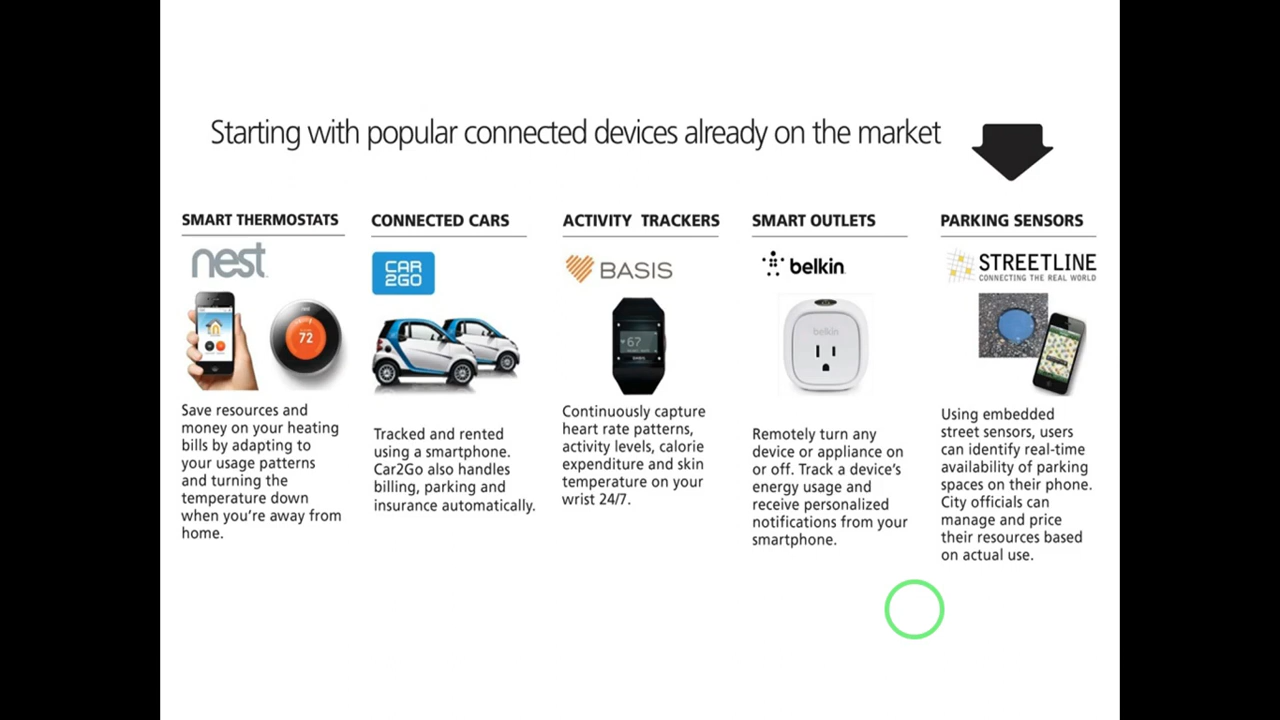 Starting with popular connected devices already on the market
SMART THERMOSTATS
nest
72
Save resources and
money on your heating
bills by adapting to
your usage patterns
and turning the
temperature down
when you're away from
home.
CONNECTED CARS
CAR
2GO
Tracked and rented
using a smartphone.
Car2Go also handles
billing, parking and
insurance automatically.
ACTIVITY TRACKERS
BASIS
67
Continuously capture
heart rate patterns,
activity levels, calorie
expenditure and skin
temperature on your
wrist 24/7.
SMART OUTLETS
belkin
belkin
Remotely turn any
device or appliance on
or off. Track a device's
energy usage and
receive personalized
notifications from your
smartphone.
PARKING SENSORS
STREETLINE
CONNECTING THE REAL WORLD
Using embedded
street sensors, users
can identify real-time
availability of parking
spaces on their phone.
City officials can
manage and price
their resources based
on actual use.